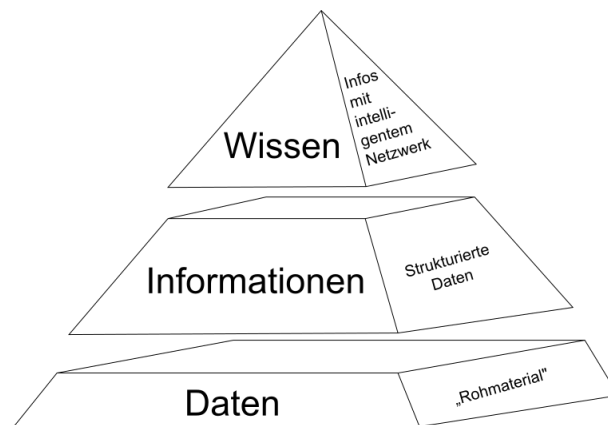 Wissen
Infos
mit
intelli-
gentem
Netzwerk
Informationen
Strukturierte
Daten
Daten
„Rohmaterial"